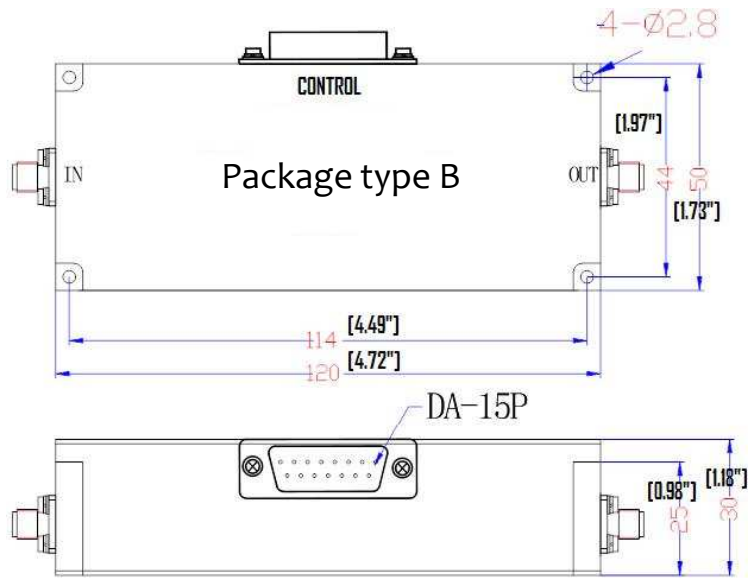 4-Ø2.8
CONTROL
[1.97"]
IN
Package type B
OUT
44
50
[1.73"]
114 [4.49"]
120 [4.72"]
DA-15P
[0.98"]
[1.18"]
25
30